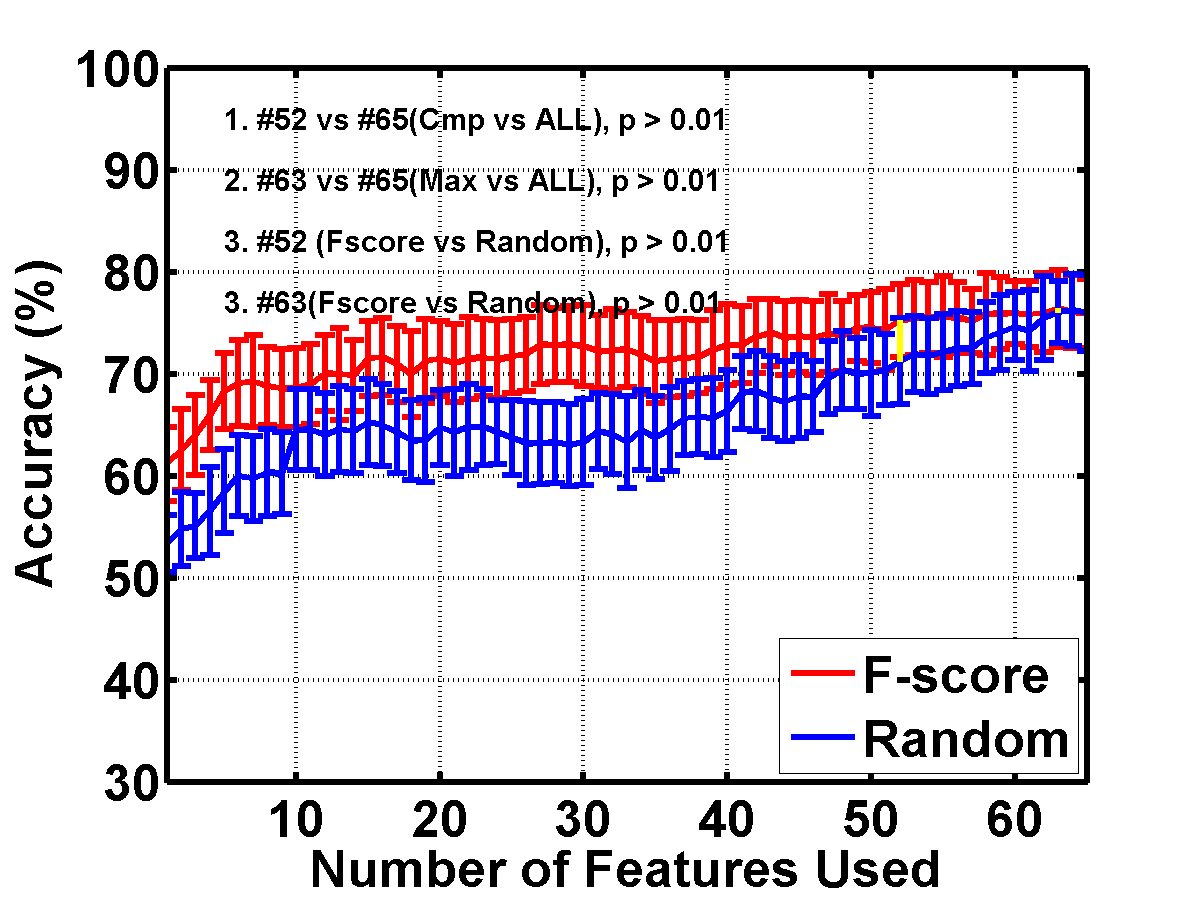 100
90
80
70
60
50
40
30
Accuracy (%)
1. #52 vs #65(Cmp vs ALL), p > 0.01
2. #63 vs #65(Max vs ALL), p > 0.01
3. #52 (Fscore vs Random), p > 0.01
3. #63(Fscore vs Random), p > 0.01
F-score
Random
10 20 30 40 50 60
Number of Features Used